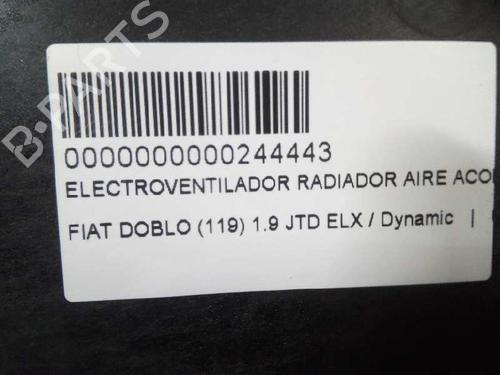 B-PARTS
0000000000244443
ELECTROVENTILADOR RADIADOR AIRE ACO
FIAT DOBLO (119) 1.9 JTD ELX / Dynamic |